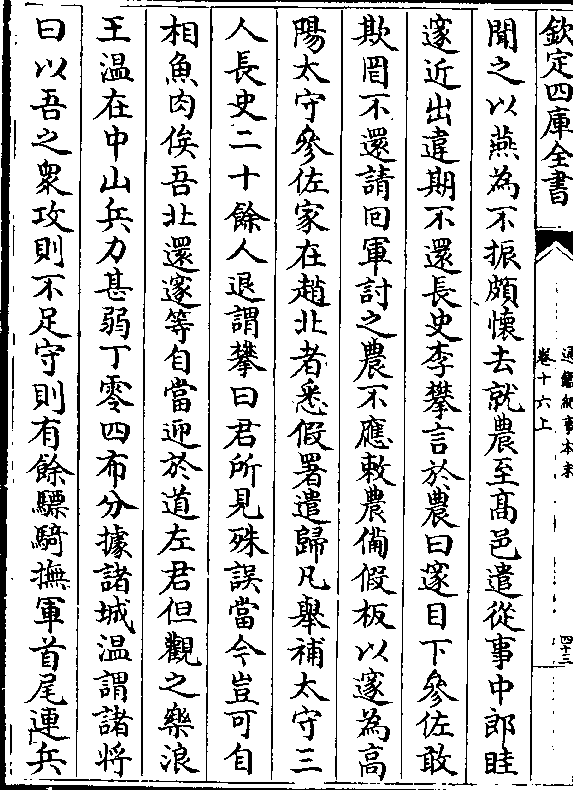 欽定四庫全書
通鑑紀事本末
卷十六上
四十三
聞之以燕為不振頗懷去就農至高邑遣從事中郎眭
邃近出違期不還長史李攀言於農曰邃目下參佐敢
欺罔不還請回軍討之農不應敕農備假板以邃為高
陽太守參佐家在趙北者悉假署遣歸凡舉補太守三
人長史二十餘人退謂攀曰君所見殊誤當今豈可自
相魚肉俟吾北還邃等自當迎於道左君但觀之樂浪
王溫在中山兵力甚弱丁零四布分據諸城溫謂諸將
曰以吾之衆攻則不足守則有餘驃騎撫軍首尾連兵